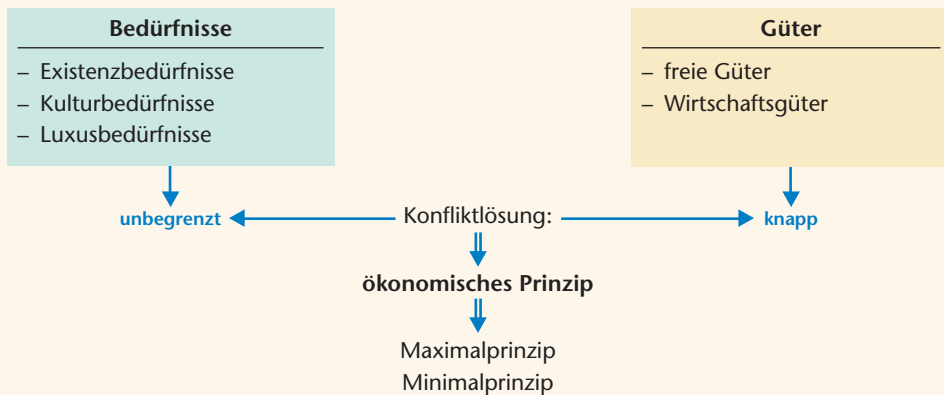 Bedürfnisse
– Existenzbedürfnisse
– Kulturbedürfnisse
– Luxusbedürfnisse
Güter
– freie Güter
– Wirtschaftsgüter
unbegrenzt
Konfliktlösung:
knapp
ökonomisches Prinzip
Maximalprinzip
Minimalprinzip